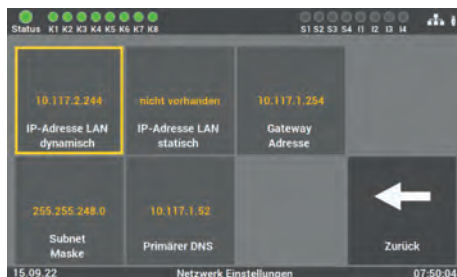 Status K1 K2 K3 K4 K5 K6 K7 K8 S1 S2 S3 S4 I1 I2 I3 I4
10.117.2.244 nicht vorhanden 10.117.1.254
IP-Adresse LAN dynamisch IP-Adresse LAN statisch Gateway Adresse
255.255.248.0 10.117.1.52
Subnet Maske Primärer DNS Zurück
15.09.22 Netzwerk Einstellungen 07:50:04